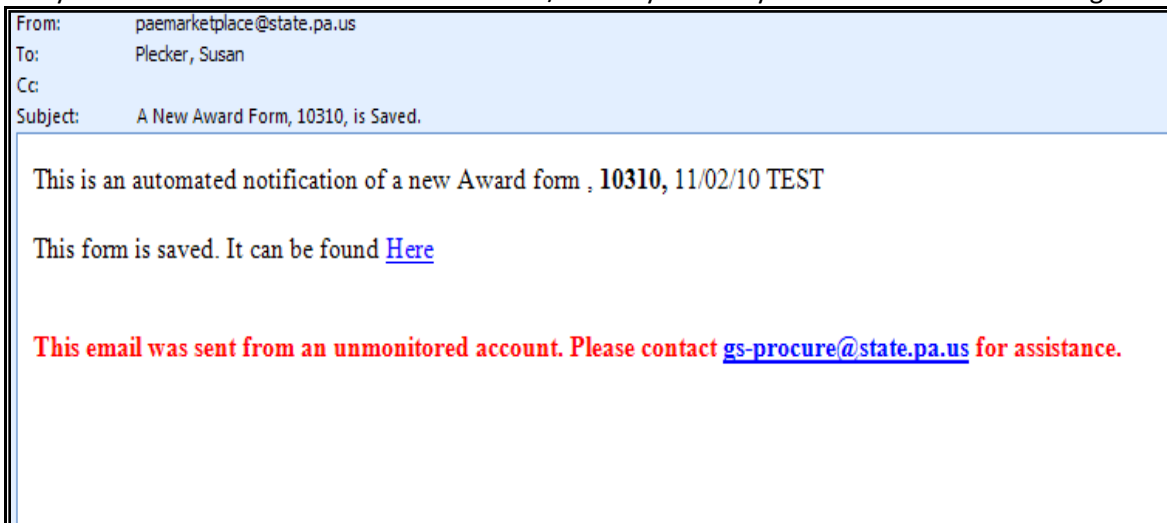 From: paemarketplace@state.pa.us
To: Plecker, Susan
Cc:
Subject: A New Award Form, 10310, is Saved.
This is an automated notification of a new Award form , 10310, 11/02/10 TEST
This form is saved. It can be found Here
This email was sent from an unmonitored account. Please contact gs-procure@state.pa.us for assistance.